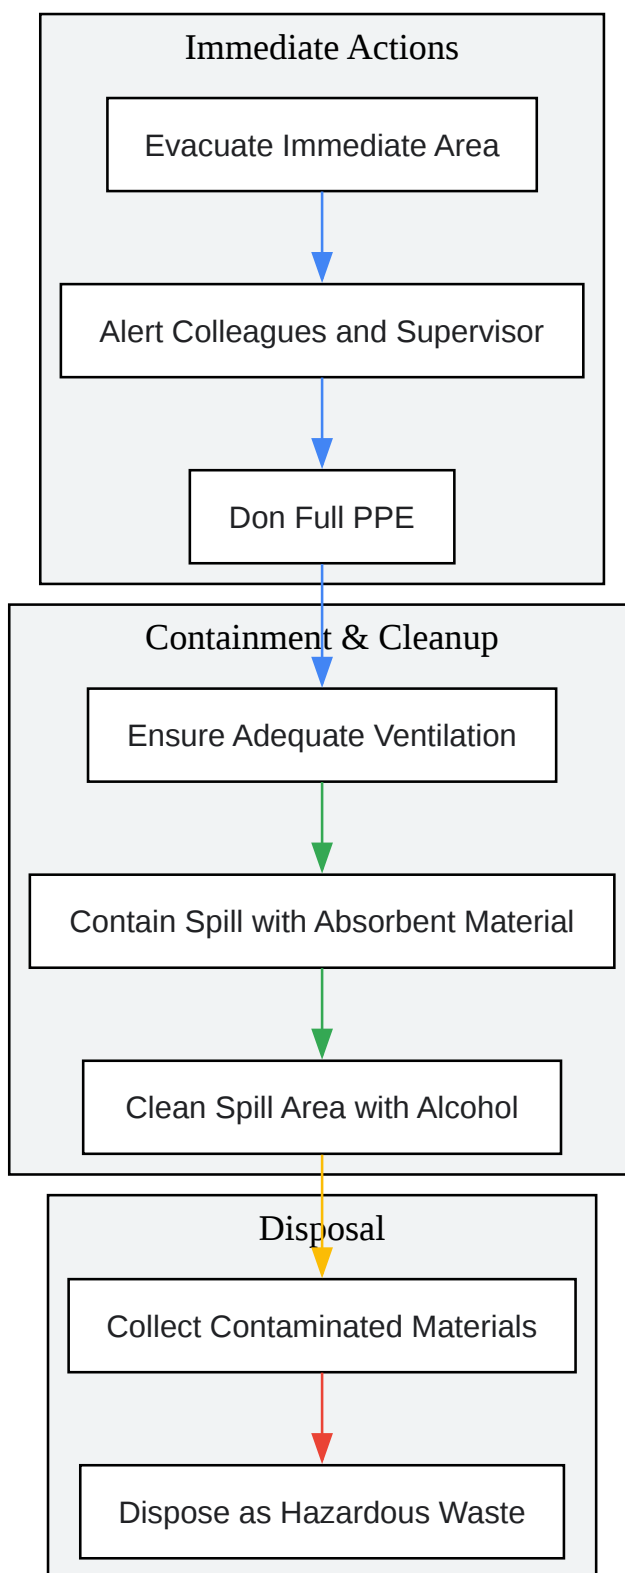 Immediate Actions
Evacuate Immediate Area
Alert Colleagues and Supervisor
Don Full PPE
Containment & Cleanup
Ensure Adequate Ventilation
Contain Spill with Absorbent Material
Clean Spill Area with Alcohol
Disposal
Collect Contaminated Materials
Dispose as Hazardous Waste